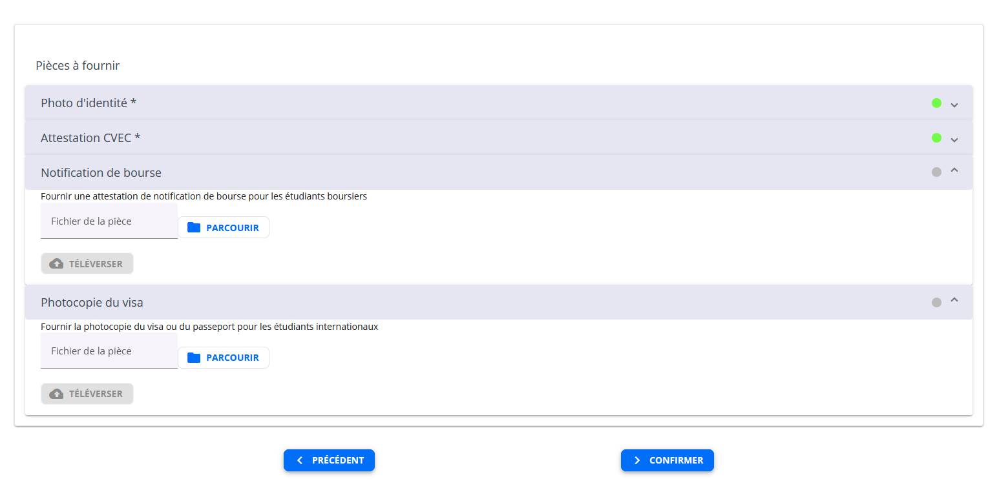 Pièces à fournir
Photo d'identité *
Attestation CVEC *
Notification de bourse
Fournir une attestation de notification de bourse pour les étudiants boursiers
Fichier de la pièce
PARCOURIR
TÉLÉVERSER
Photocopie du visa
Fournir la photocopie du visa ou du passeport pour les étudiants internationaux
Fichier de la pièce
PARCOURIR
TÉLÉVERSER
PRÉCÉDENT
CONFIRMER